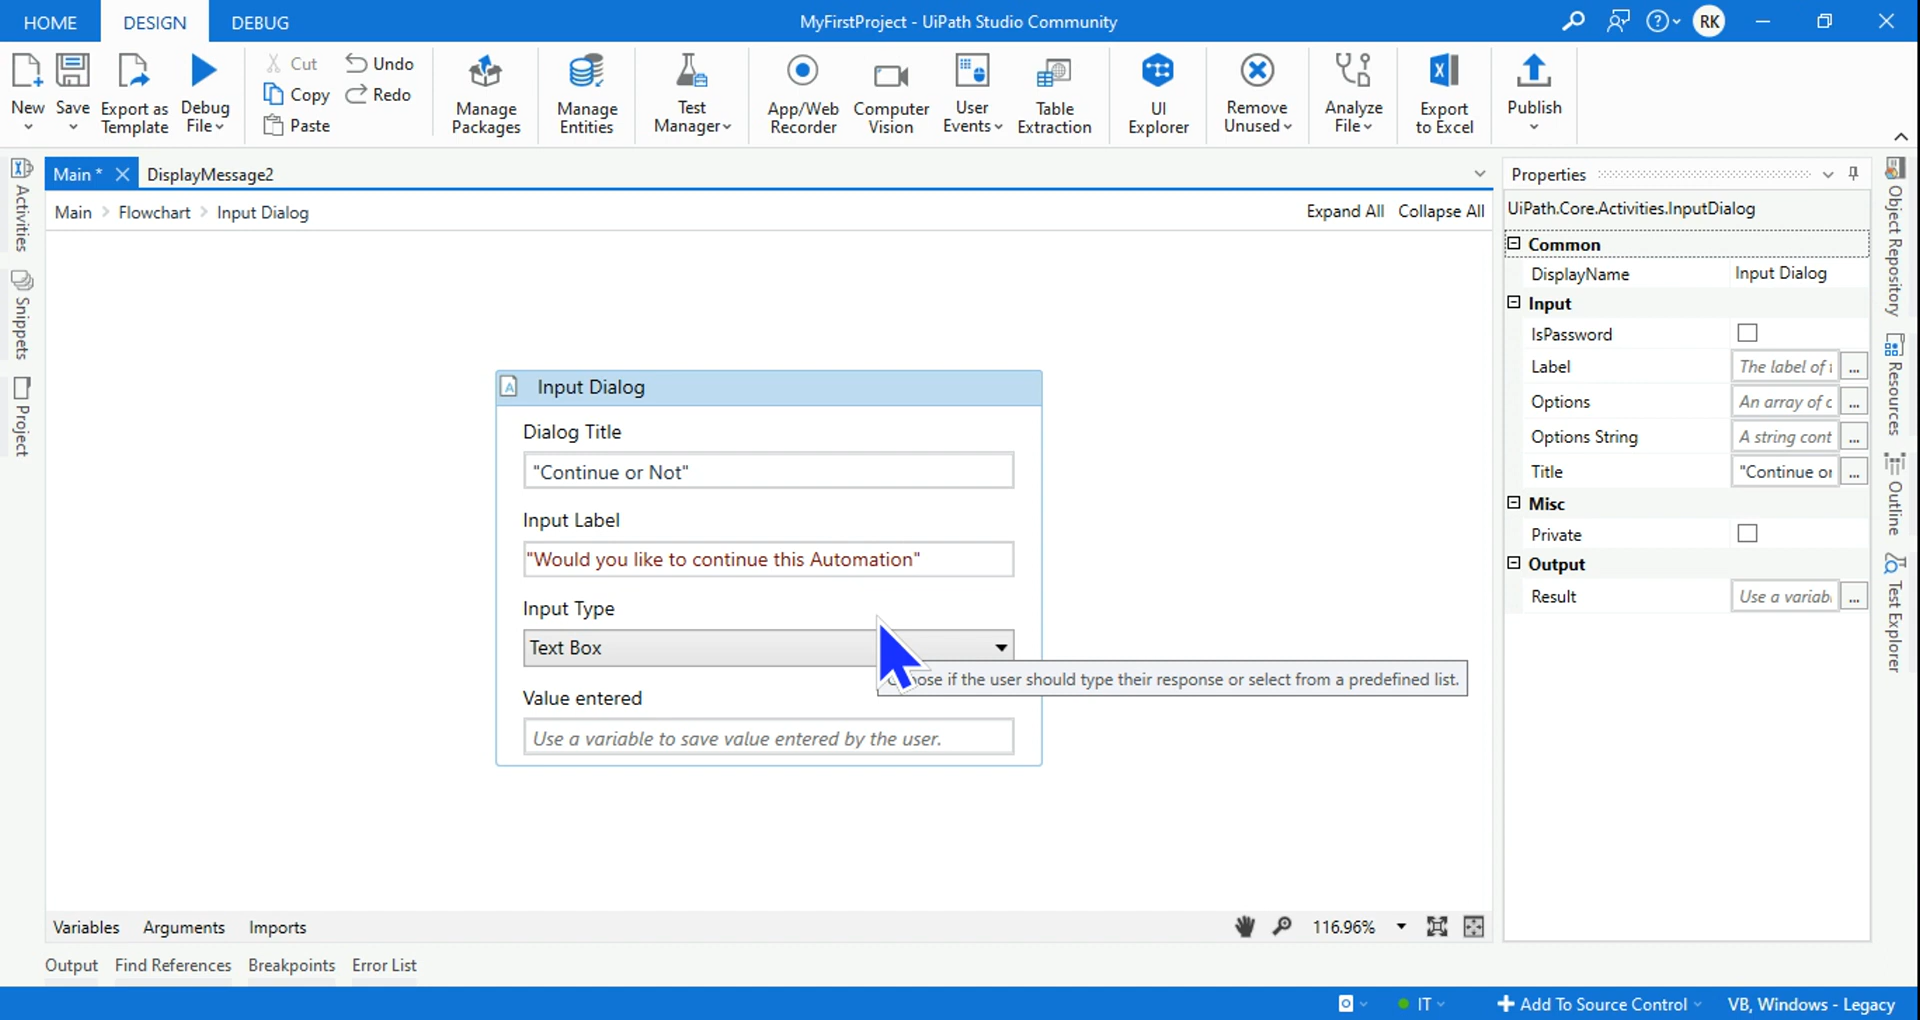 HOME DESIGN DEBUG MyFirstProject - UiPath Studio Community RK
New Save Export as Template Debug File
Cut Undo
Copy Redo
Paste
Manage Packages Manage Entities Test Manager App/Web Recorder Computer Vision User Events Table Extraction UI Explorer Remove Unused Analyze File Export to Excel Publish
Activities
Snippets
Project
Main * DisplayMessage2
Main Flowchart Input Dialog Expand All Collapse All
Input Dialog
Dialog Title
"Continue or Not"
Input Label
"Would you like to continue this Automation"
Input Type
Text Box
ose if the user should type their response or select from a predefined list.
Value entered
Use a variable to save value entered by the user.
Variables Arguments Imports 116.96%
Output Find References Breakpoints Error List
Properties
UiPath.Core.Activities.InputDialog
Common
DisplayName Input Dialog
Input
IsPassword
Label The label of t ...
Options An array of c ...
Options String A string cont ...
Title "Continue or ...
Misc
Private
Output
Result Use a variabl ...
Object Repository
Resources
Outline
Test Explorer
IT Add To Source Control VB, Windows - Legacy